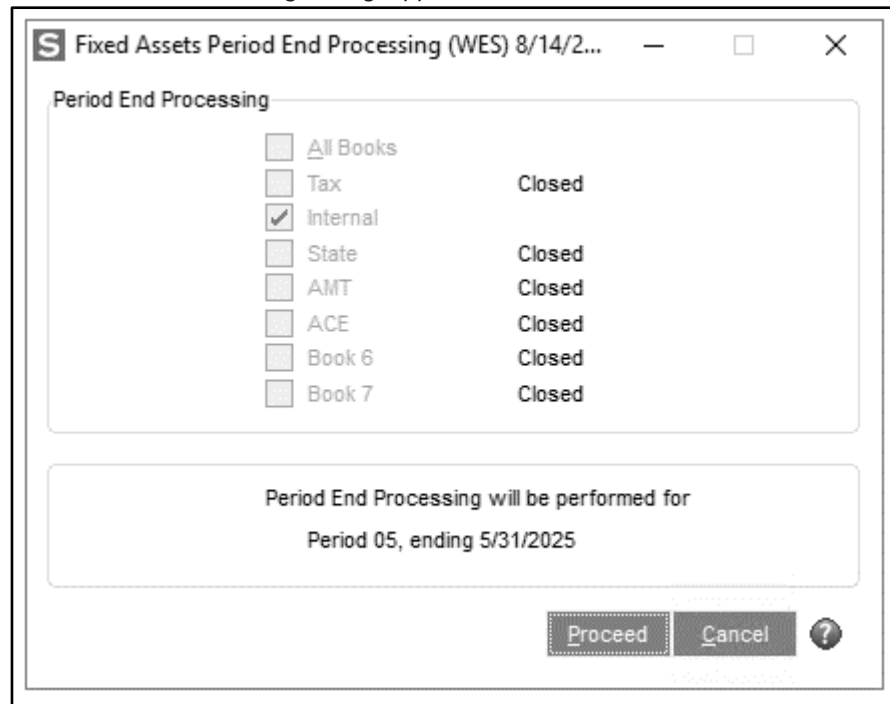 S Fixed Assets Period End Processing (WES) 8/14/2...
Period End Processing
All Books
Tax Closed
Internal
State Closed
AMT Closed
ACE Closed
Book 6 Closed
Book 7 Closed
Period End Processing will be performed for
Period 05, ending 5/31/2025
Proceed Cancel ?